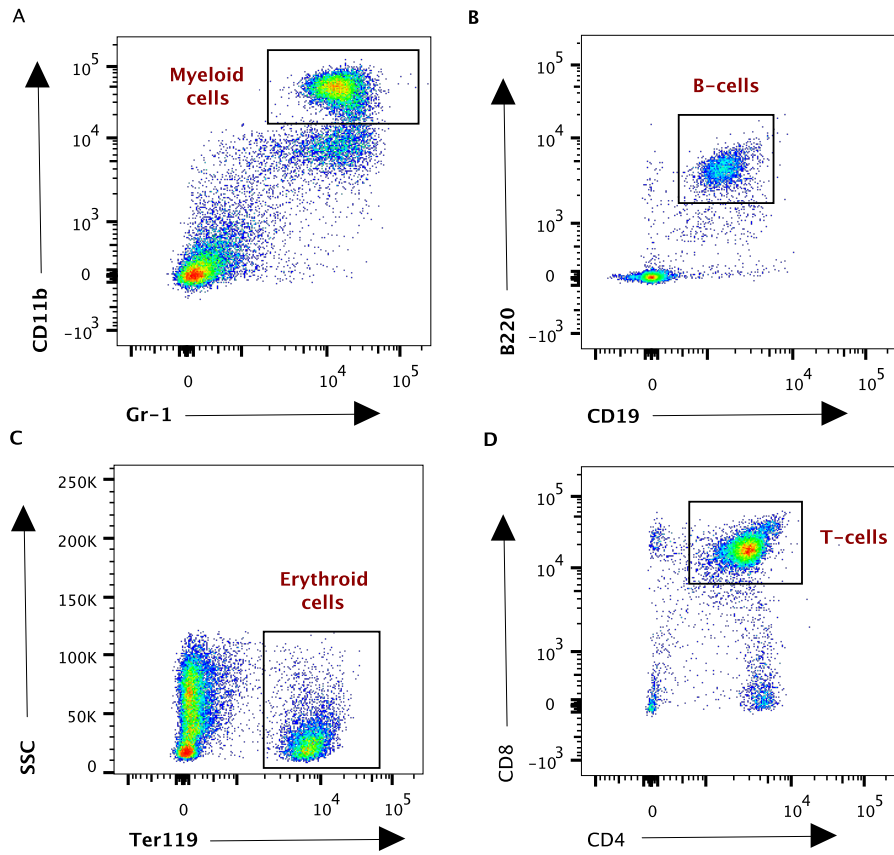 A
CD11b
10^5
10^4
10^3
0
-10^3
Myeloid
cells
0
10^4
10^5
Gr-1
B
B220
10^5
10^4
10^3
0
-10^3
B-cells
0
10^4
10^5
CD19
C
SSC
250K
200K
150K
100K
50K
0
Erythroid
cells
0
10^4
10^5
Ter119
D
CD8
10^5
10^4
10^3
0
-10^3
T-cells
0
10^4
10^5
CD4